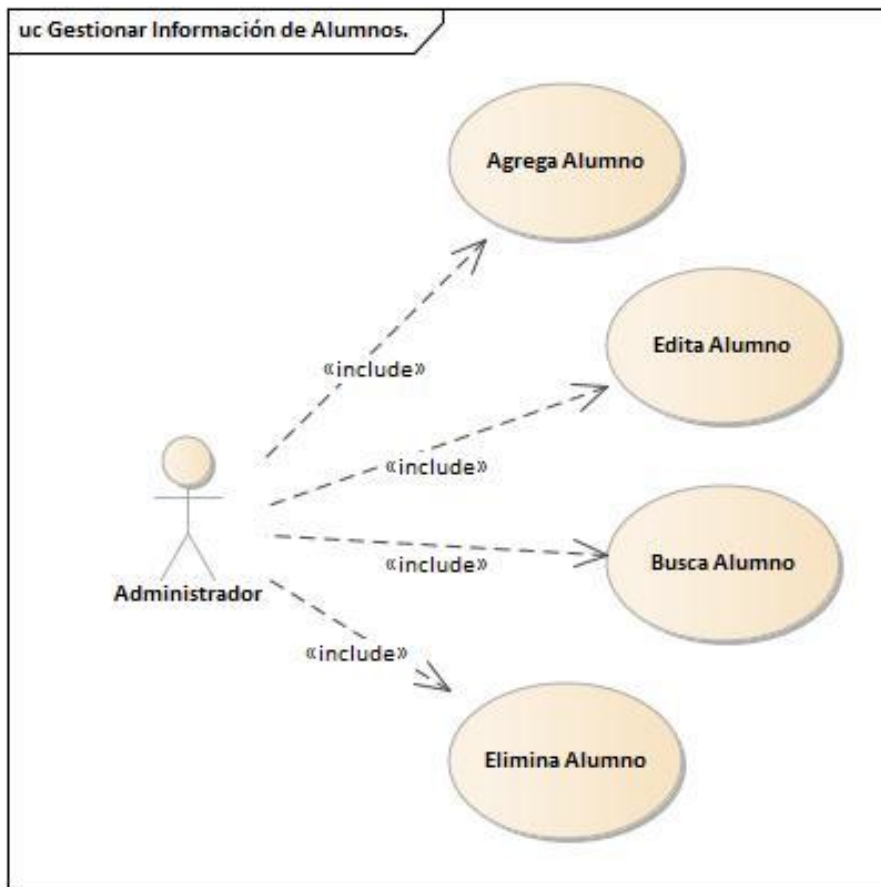 uc Gestionar Información de Alumnos.
Agrega Alumno
Edita Alumno
«include»
«include»
Busca Alumno
«include»
Administrador
«include»
Elimina Alumno